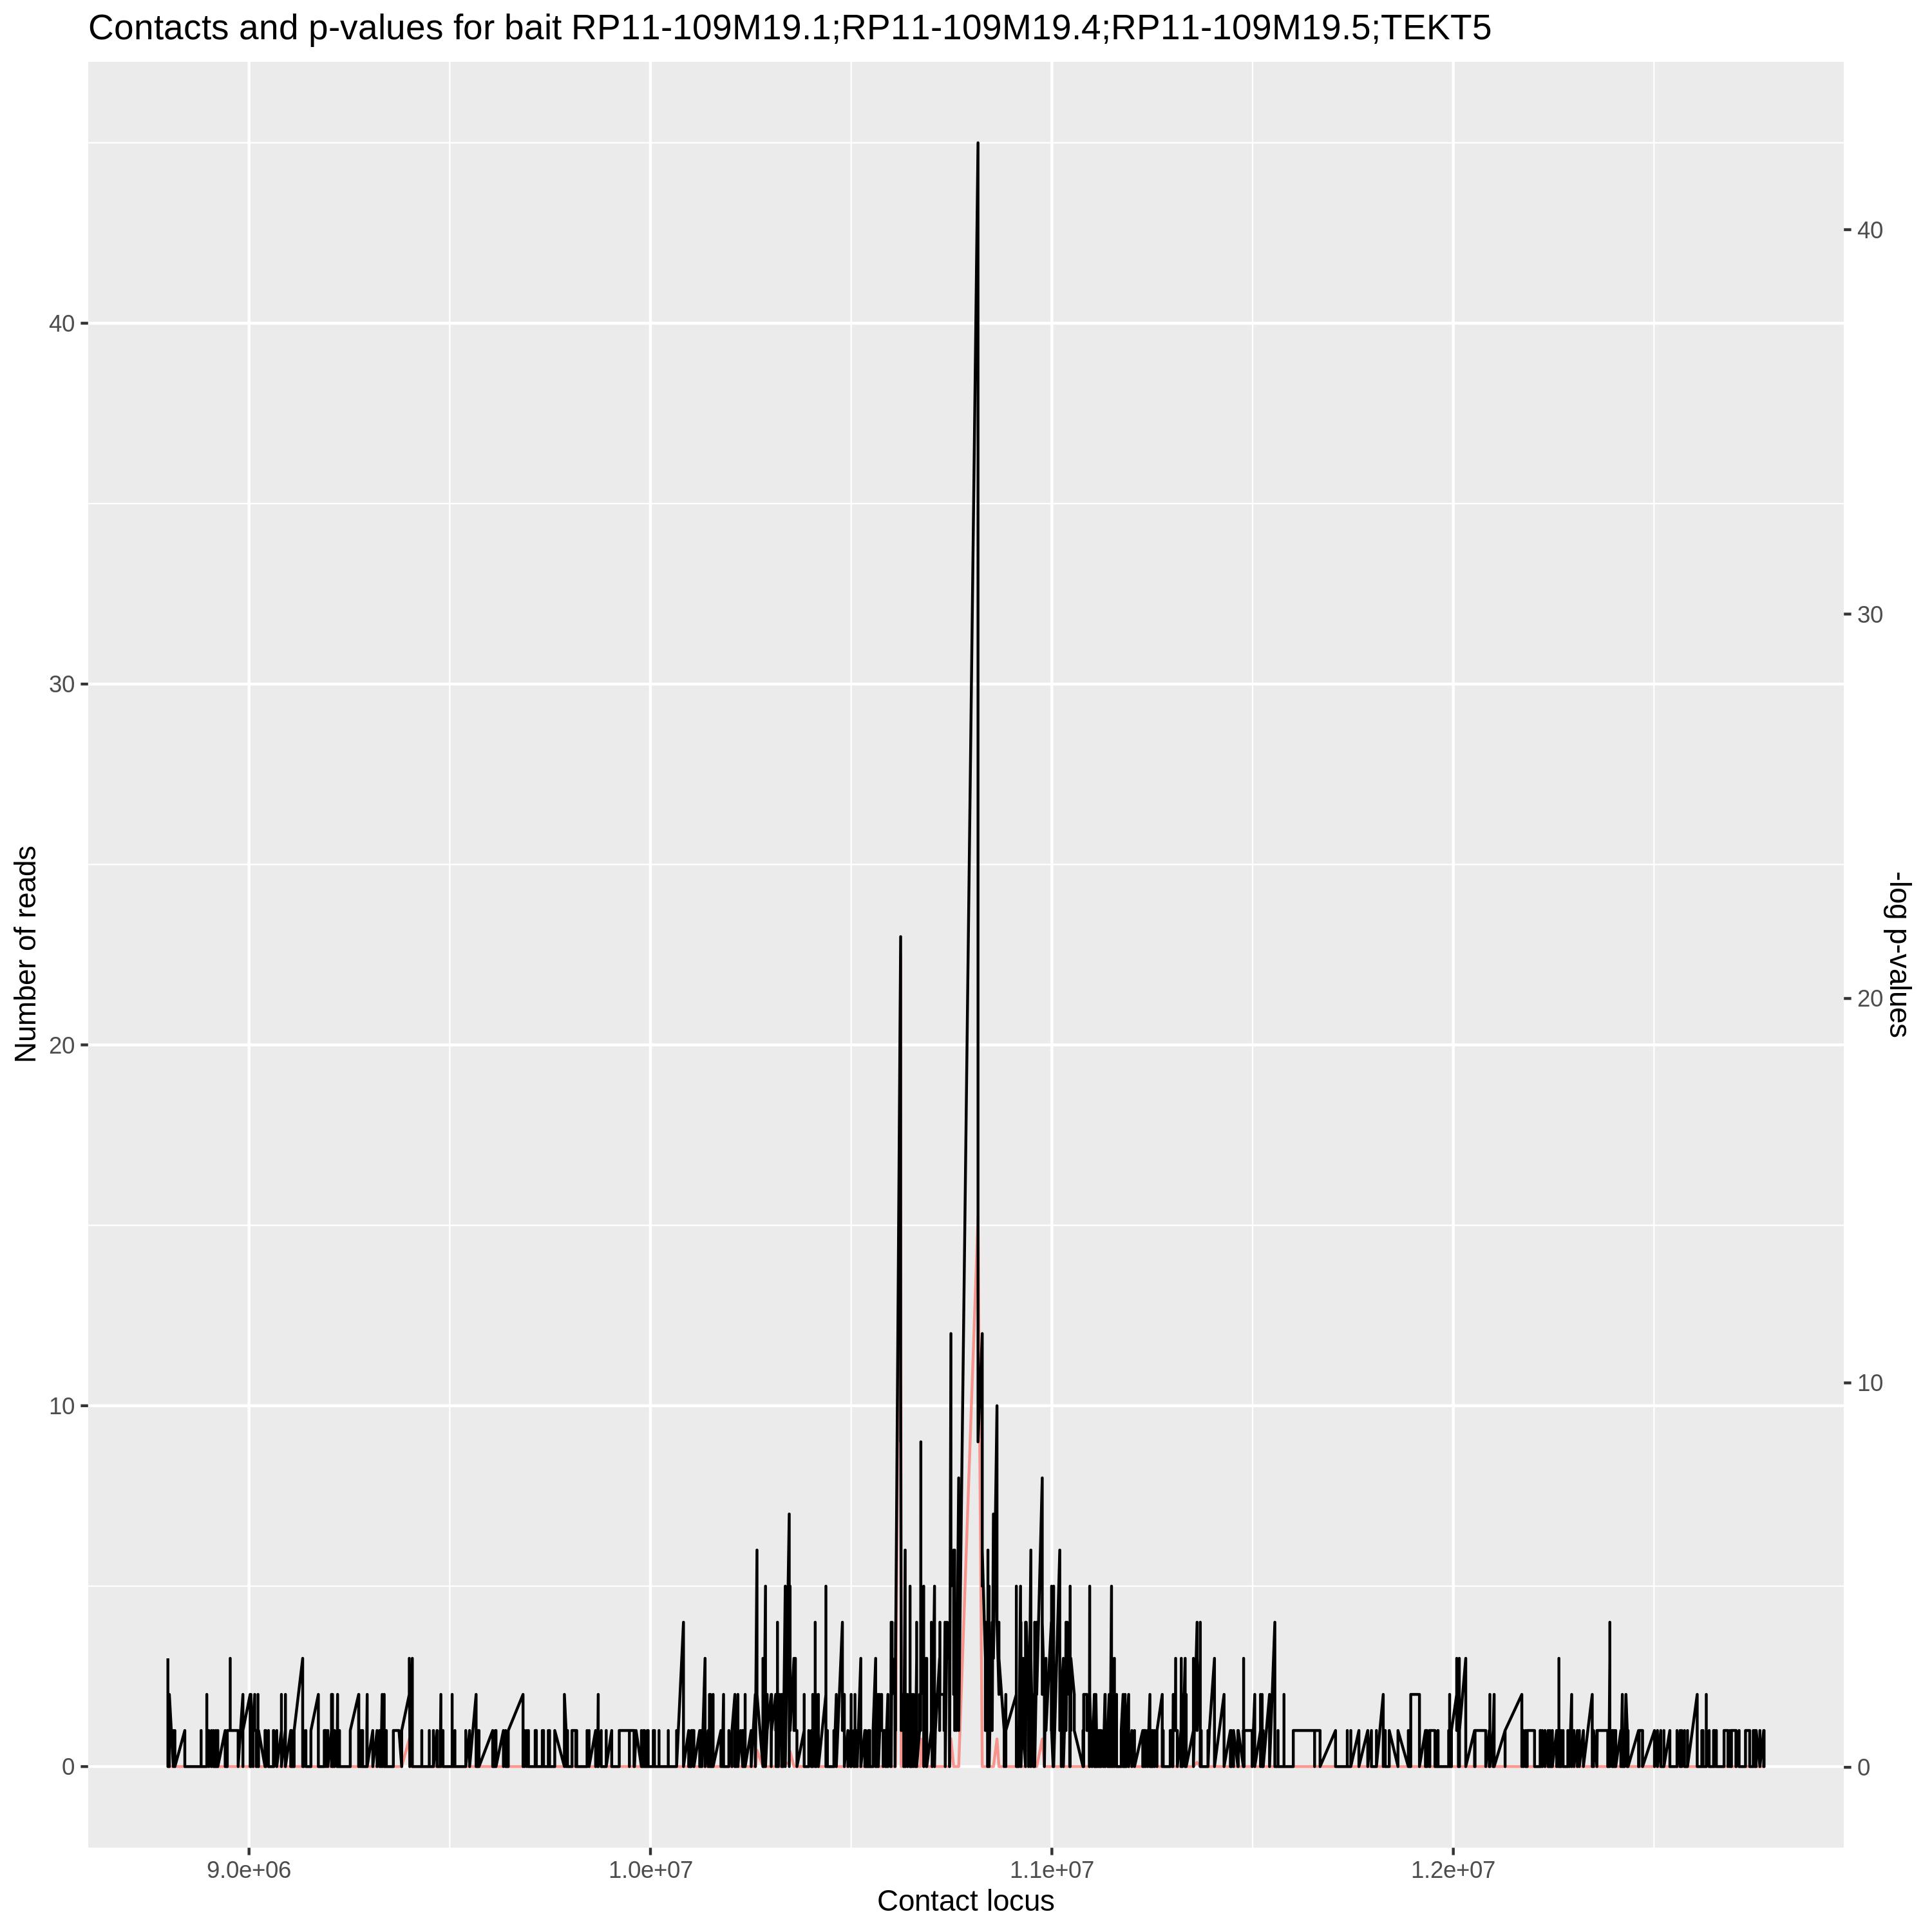 Contacts and p-values for bait RP11-109M19.1;RP11-109M19.4;RP11-109M19.5;TEKT5
Number of reads
40
30
20
10
0
40
30
20
10
0
-log p-values
9.0e+06 1.0e+07 1.1e+07 1.2e+07
Contact locus